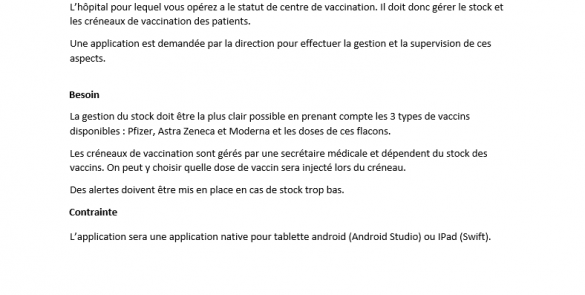 L'hôpital pour lequel vous opérez a le statut de centre de vaccination. Il doit donc gérer le stock et
les créneaux de vaccination des patients.
Une application est demandée par la direction pour effectuer la gestion et la supervision de ces
aspects.
Besoin
La gestion du stock doit être la plus clair possible en prenant compte les 3 types de vaccins
disponibles : Pfizer, Astra Zeneca et Moderna et les doses de ces flacons.
Les créneaux de vaccination sont gérés par une secrétaire médicale et dépendent du stock des
vaccins. On peut y choisir quelle dose de vaccin sera injecté lors du créneau.
Des alertes doivent être mis en place en cas de stock trop bas.
Contrainte
L'application sera une application native pour tablette android (Android Studio) ou IPad (Swift).